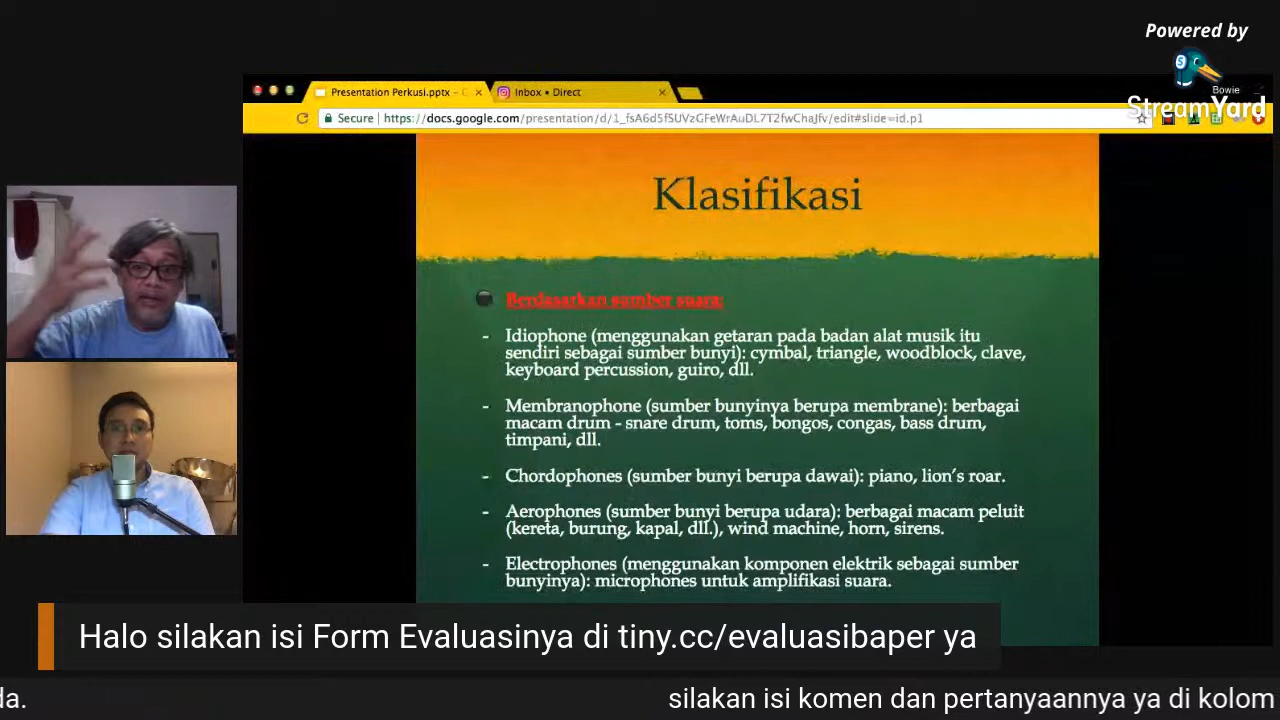 Powered by
Bowie
StreamYard
Presentation Perkusi.pptx - G
Inbox • Direct
Secure | https://docs.google.com/presentation/d/1_fsA6d5fSUVzGFeWrAuDL7T2fwChaJfv/edit#slide=id.p1
Klasifikasi
Berdasarkan sumber suara:
- Idiophone (menggunakan getaran pada badan alat musik itu
sendiri sebagai sumber bunyi): cymbal, triangle, woodblock, clave,
keyboard percussion, guiro, dll.
- Membranophone (sumber bunyinya berupa membrane): berbagai
macam drum - snare drum, toms, bongos, congas, bass drum,
timpani, dll.
- Chordophones (sumber bunyi berupa dawai): piano, lion's roar.
- Aerophones (sumber bunyi berupa udara): berbagai macam peluit
(kereta, burung, kapal, dll.), wind machine, horn, sirens.
- Electrophones (menggunakan komponen elektrik sebagai sumber
bunyinya): microphones untuk amplifikasi suara.
Halo silakan isi Form Evaluasinya di tiny.cc/evaluasibaper ya
da. silakan isi komen dan pertanyaannya ya di kolom